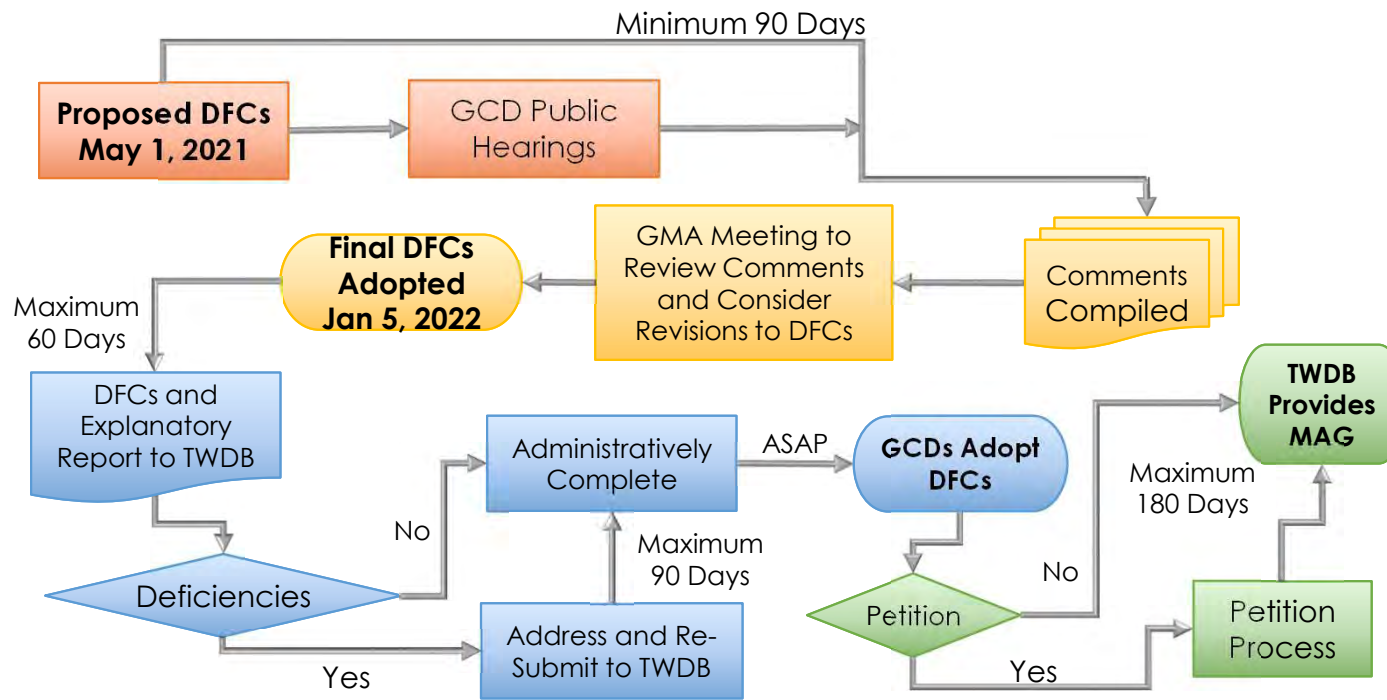 Minimum 90 Days
Proposed DFCs
May 1, 2021
GCD Public
Hearings
Comments
Compiled
GMA Meeting to
Review Comments
and Consider
Revisions to DFCs
Final DFCs
Adopted
Jan 5, 2022
Maximum
60 Days
DFCs and
Explanatory
Report to TWDB
Deficiencies
No
Yes
Address and Re-
Submit to TWDB
Maximum
90 Days
Administratively
Complete
ASAP
GCDs Adopt
DFCs
Petition
No
Yes
Petition
Process
Maximum
180 Days
TWDB
Provides
MAG